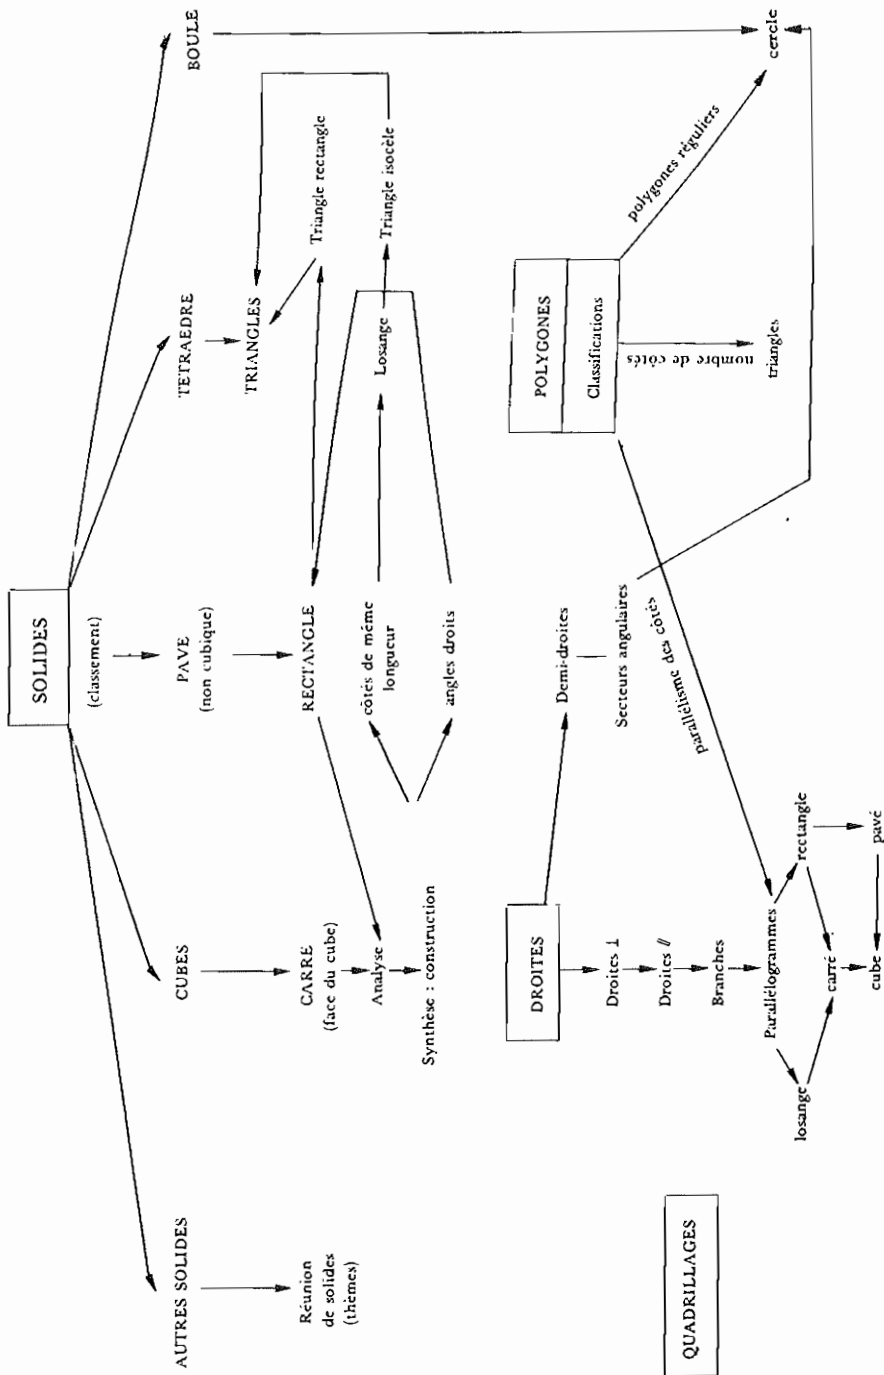 SOLIDES
(classement)
AUTRES SOLIDES
CUBES
PAVE
(non cubique)
TETRAEDRE
BOULE
Réunion
de solides
(thèmes)
CARRE
(face du cube)
RECTANGLE
TRIANGLES
Triangle rectangle
Analyse
côtés de même
longueur
Losange
Triangle isocèle
Synthèse : construction
angles droits
DROITES
Demi-droites
POLYGONES
Classifications
Droites ⊥
Secteurs angulaires
polygones réguliers
Droites //
parallélisme des côtés
nombre de côtés
QUADRILLAGES
Branches
Parallélogrammes
triangles
cercle
losange
carré
rectangle
cube
pavé